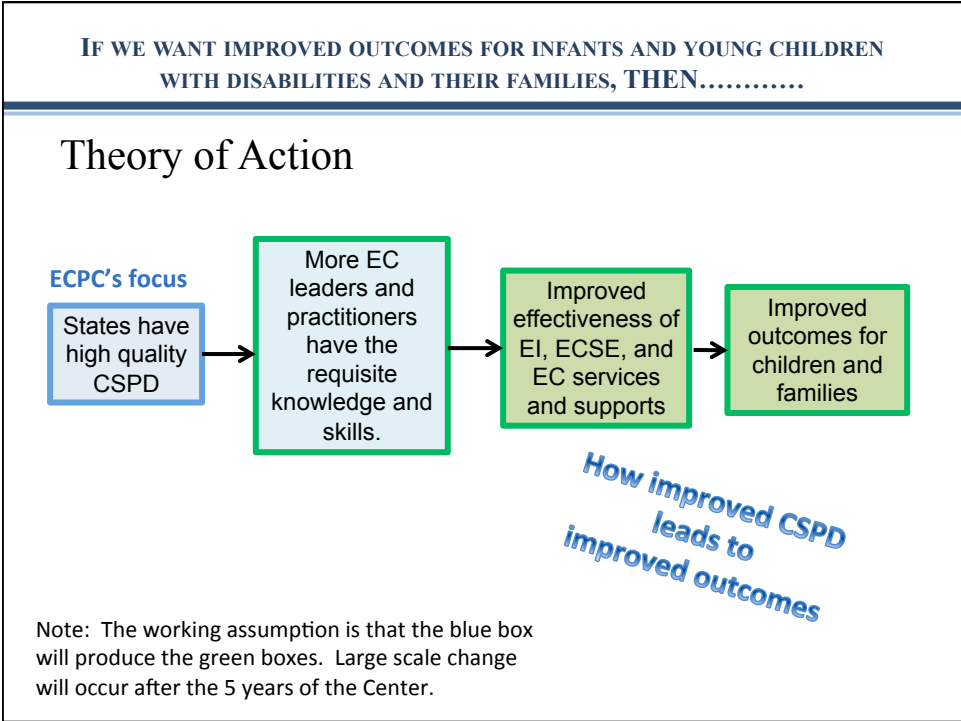 IF WE WANT IMPROVED OUTCOMES FOR INFANTS AND YOUNG CHILDREN
WITH DISABILITIES AND THEIR FAMILIES, THEN…………
Theory of Action
ECPC's focus
States have
high quality
CSPD
More EC
leaders and
practitioners
have the
requisite
knowledge and
skills.
Improved
effectiveness of
EI, ECSE, and
EC services
and supports
Improved
outcomes for
children and
families
How improved CSPD
leads to
improved outcomes
Note: The working assumption is that the blue box
will produce the green boxes. Large scale change
will occur after the 5 years of the Center.